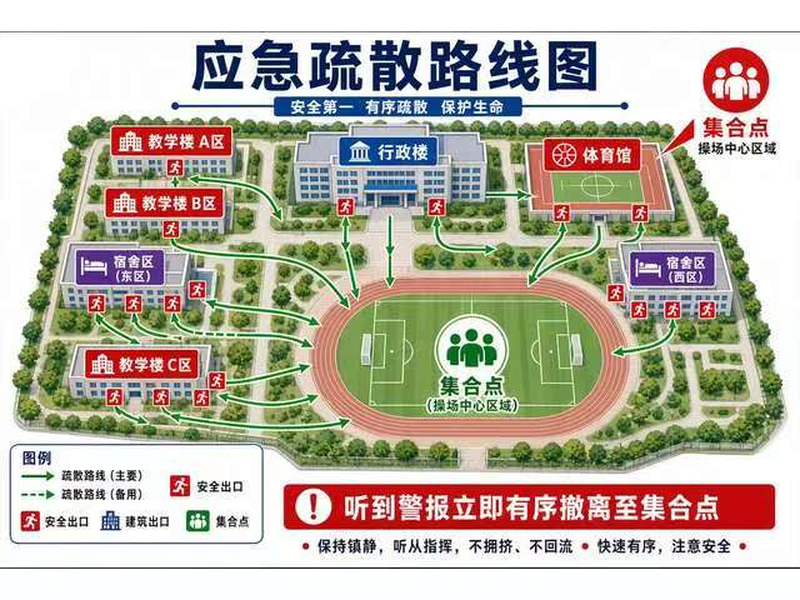 应急疏散路线图
安全第一 有序疏散 保护生命
集合点
操场中心区域
教学楼 A区
行政楼
体育馆
教学楼 B区
宿舍区
(东区)
宿舍区
(西区)
教学楼 C区
集合点
(操场中心区域)
图例
疏散路线 (主要)
疏散路线 (备用)
安全出口
安全出口
建筑出口
集合点
! 听到警报立即有序撤离至集合点
• 保持镇静，听从指挥，不拥挤、不回流 • 快速有序，注意安全 •